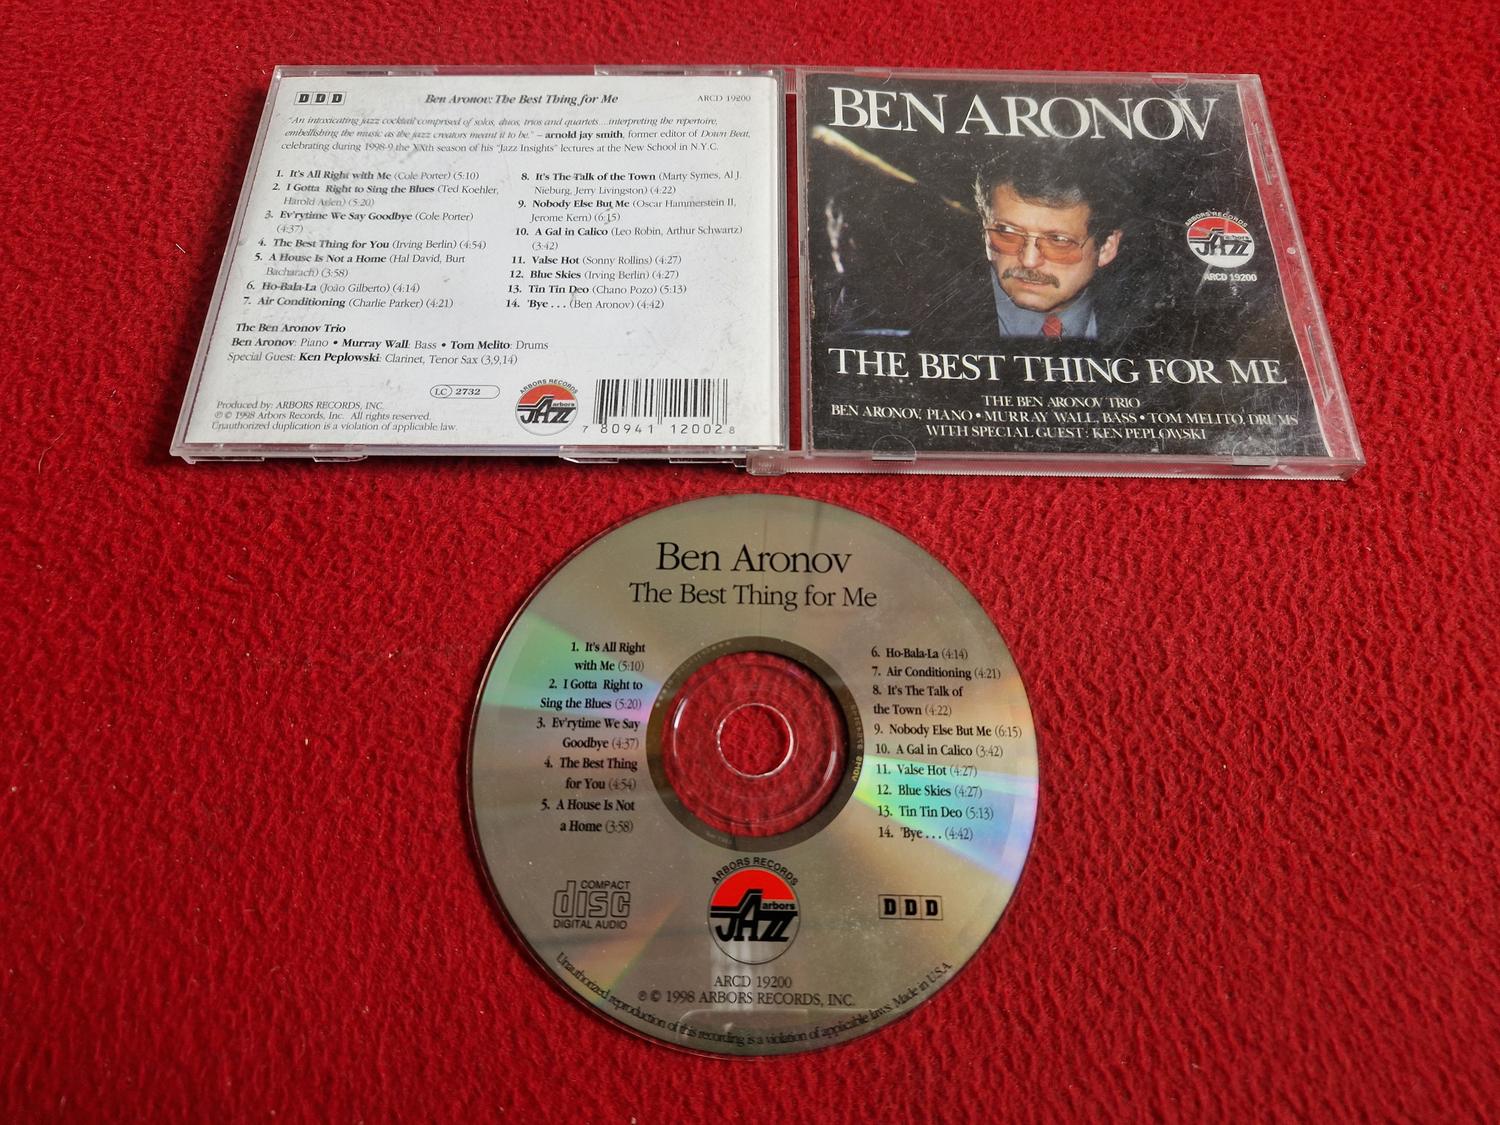 DDD
Ben Aronov: The Best Thing for Me
ARCD 19200
"An intoxicating jazz cocktail comprised of solos, duos, trios and quartets....interpreting the repertoire,
embellishing the music as the jazz creators meant it to be." – arnold jay smith, former editor of Down Beat,
celebrating during 1998-9 the XXth season of his "Jazz Insights" lectures at the New School in N.Y.C.
1. It's All Right with Me (Cole Porter) (5:10)
2. I Gotta Right to Sing the Blues (Ted Koehler,
Harold Arlen) (5:20)
3. Ev'rytime We Say Goodbye (Cole Porter)
(4:37)
4. The Best Thing for You (Irving Berlin) (4:54)
5. A House Is Not a Home (Hal David, Burt
Bacharach) (3:58)
6. Ho-Bala-La (João Gilberto) (4:14)
7. Air Conditioning (Charlie Parker) (4:21)
8. It's The Talk of the Town (Marty Symes, Al J.
Nieburg, Jerry Livingston) (4:22)
9. Nobody Else But Me (Oscar Hammerstein II,
Jerome Kern) (6:15)
10. A Gal in Calico (Leo Robin, Arthur Schwartz)
(3:42)
11. Valse Hot (Sonny Rollins) (4:27)
12. Blue Skies (Irving Berlin) (4:27)
13. Tin Tin Deo (Chano Pozo) (5:13)
14. 'Bye . . . (Ben Aronov) (4:42)
The Ben Aronov Trio
Ben Aronov: Piano • Murray Wall: Bass • Tom Melito: Drums
Special Guest: Ken Peplowski: Clarinet, Tenor Sax (3,9,14)
LC 2732
Produced by: ARBORS RECORDS, INC.
℗ © 1998 Arbors Records, Inc. All rights reserved.
Unauthorized duplication is a violation of applicable law.
ARBORS RECORDS
arbors
JAZZ
7 80941 12002 8
BEN ARONOV
ARBORS RECORDS
arbors
JAZZ
ARCD 19200
THE BEST THING FOR ME
THE BEN ARONOV TRIO
BEN ARONOV, PIANO • MURRAY WALL, BASS • TOM MELITO, DRUMS
WITH SPECIAL GUEST: KEN PEPLOWSKI
Ben Aronov
The Best Thing for Me
1. It's All Right
with Me (5:10)
2. I Gotta Right to
Sing the Blues (5:20)
3. Ev'rytime We Say
Goodbye (4:37)
4. The Best Thing
for You (4:54)
5. A House Is Not
a Home (3:58)
6. Ho-Bala-La (4:14)
7. Air Conditioning (4:21)
8. It's The Talk of
the Town (4:22)
9. Nobody Else But Me (6:15)
10. A Gal in Calico (3:42)
11. Valse Hot (4:27)
12. Blue Skies (4:27)
13. Tin Tin Deo (5:13)
14. 'Bye . . . (4:42)
COMPACT
disc
DIGITAL AUDIO
ARBORS RECORDS
arbors
JAZZ
DDD
ARCD 19200
℗ © 1998 ARBORS RECORDS, INC.
Unauthorized reproduction of this recording is a violation of applicable laws. Made in U.S.A.